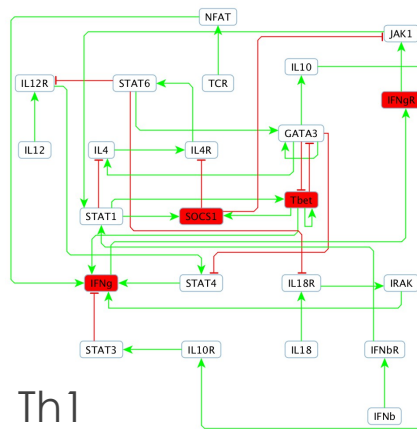 NFAT
JAK1
IL12R
STAT6
TCR
IL10
IFNgR
GATA3
IL12
IL4
IL4R
Tbet
STAT1
SOCS1
IFNg
STAT4
IL18R
IRAK
STAT3
IL10R
IL18
IFNbR
IFNb
Th1